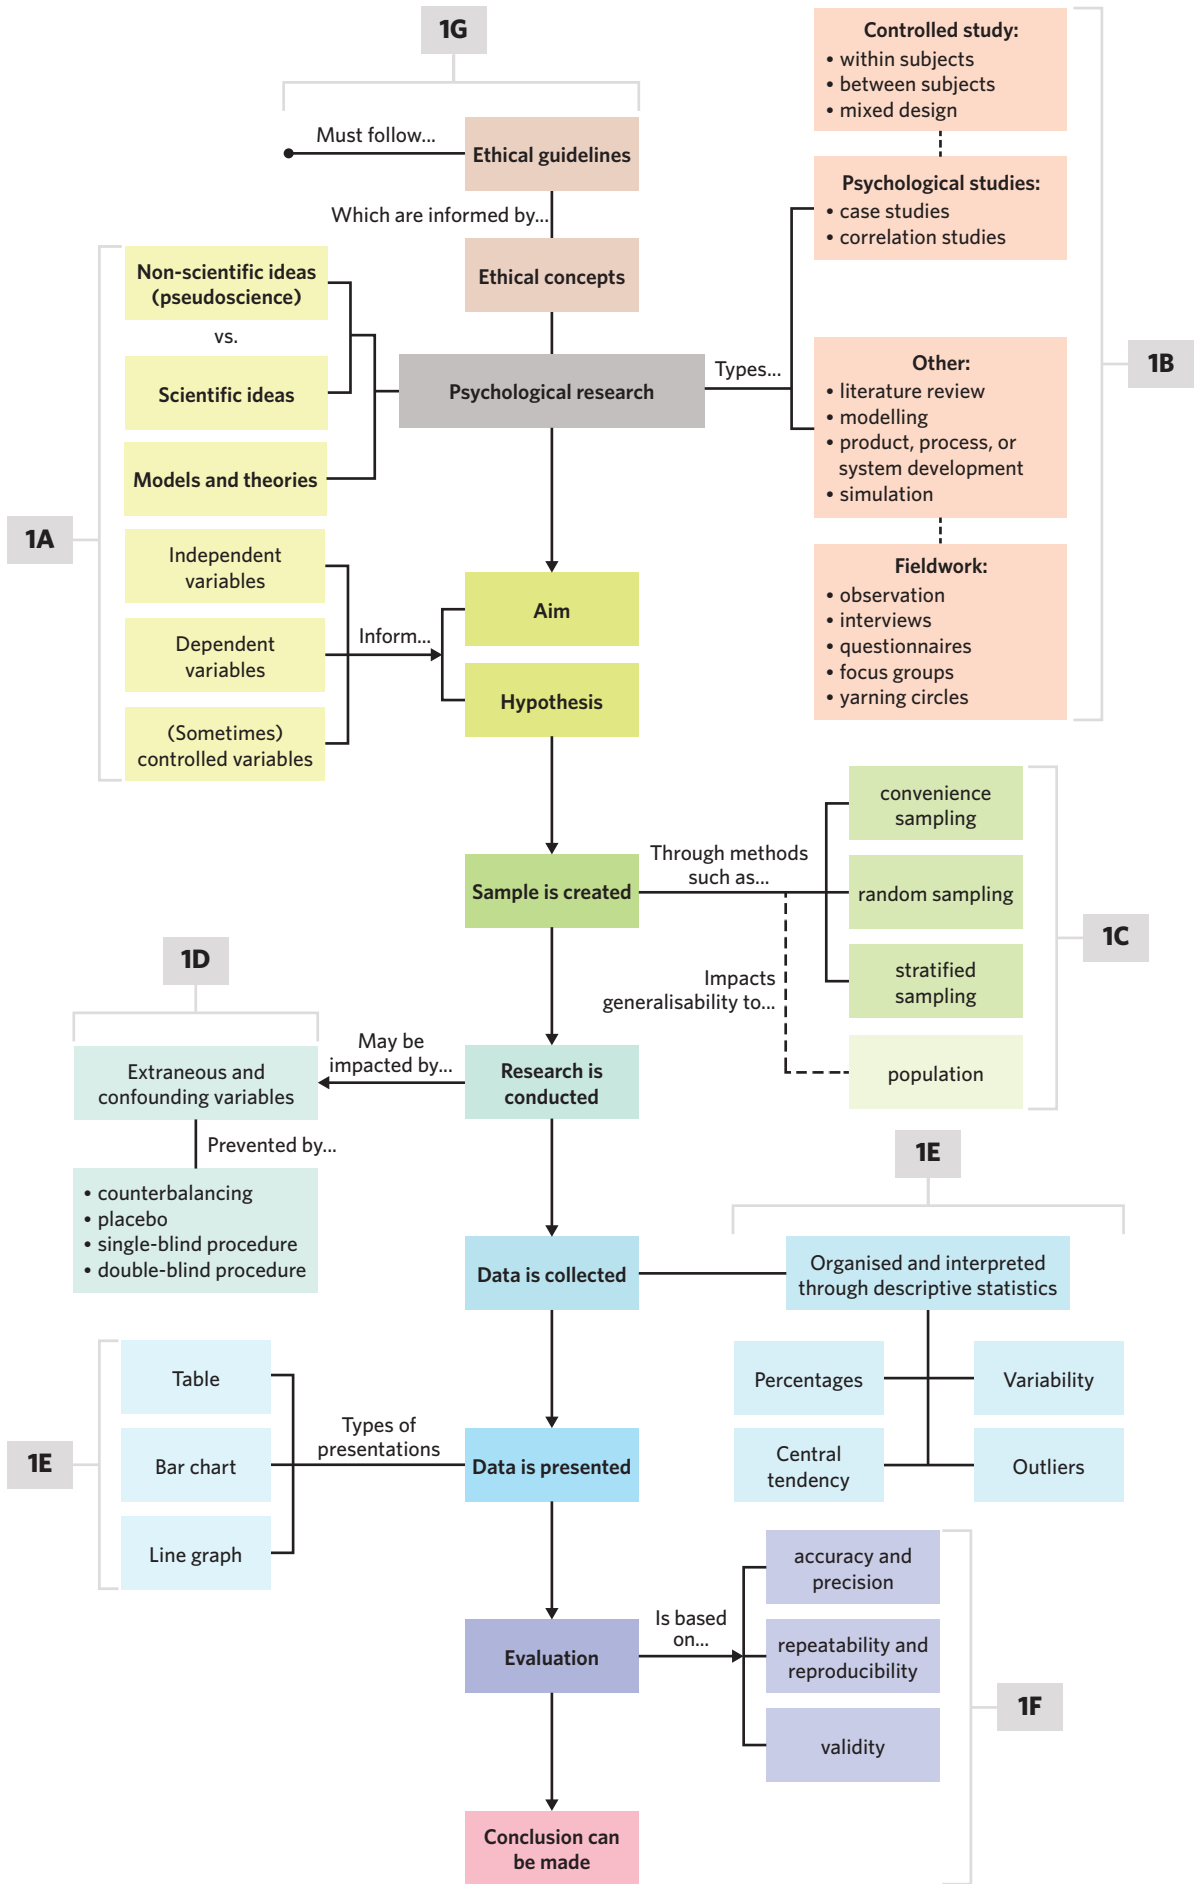 1G
Must follow...
Ethical guidelines
Which are informed by...
Ethical concepts
Controlled study:
• within subjects
• between subjects
• mixed design
Psychological studies:
• case studies
• correlation studies
Non-scientific ideas
(pseudoscience)
vs.
Scientific ideas
Models and theories
Psychological research
Types...
Other:
• literature review
• modelling
• product, process, or
system development
• simulation
1B
Fieldwork:
• observation
• interviews
• questionnaires
• focus groups
• yarning circles
1A
Independent
variables
Dependent
variables
(Sometimes)
controlled variables
Inform...
Aim
Hypothesis
Sample is created
Through methods
such as...
convenience
sampling
random sampling
stratified
sampling
Impacts
generalisability to...
population
1C
1D
Extraneous and
confounding variables
May be
impacted by...
Research is
conducted
Prevented by...
• counterbalancing
• placebo
• single-blind procedure
• double-blind procedure
1E
Data is collected
Organised and interpreted
through descriptive statistics
Percentages
Variability
Central
tendency
Outliers
1E
Table
Bar chart
Line graph
Types of
presentations
Data is presented
Evaluation
Is based
on...
accuracy and
precision
repeatability and
reproducibility
validity
1F
Conclusion can
be made